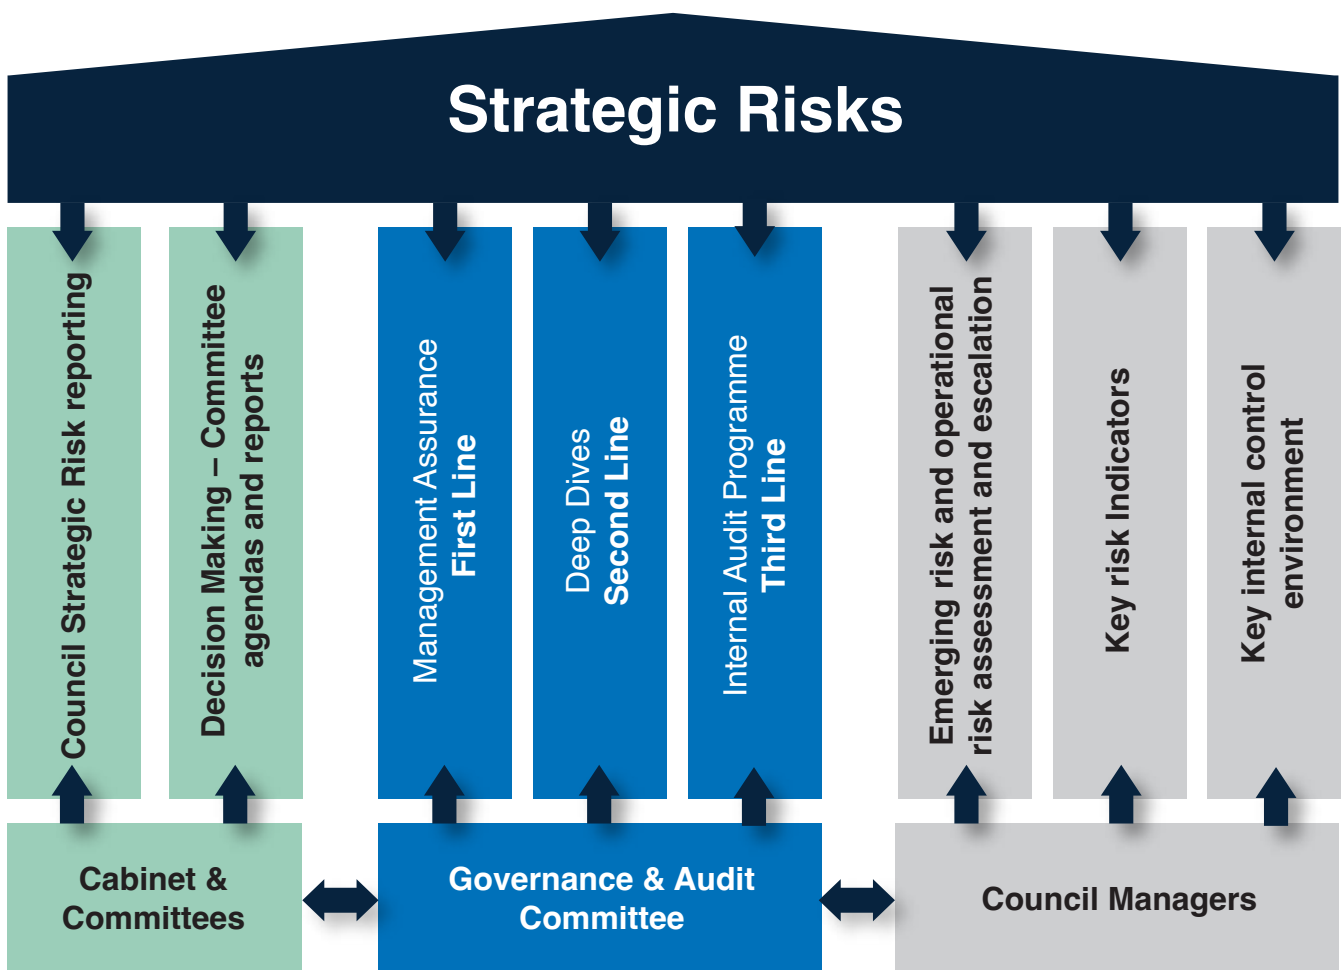 Strategic Risks
Council Strategic Risk reporting
Decision Making – Committee
agendas and reports
Management Assurance
First Line
Deep Dives
Second Line
Internal Audit Programme
Third Line
Emerging risk and operational
risk assessment and escalation
Key risk Indicators
Key internal control
environment
Cabinet &
Committees
Governance & Audit
Committee
Council Managers